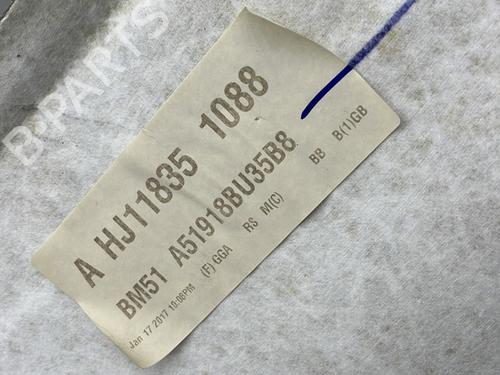 B-PARTS
A HJ11835 1088
BM51 A51918BU35B8
(F) GGA RS M(C) BB B(1)GB
Jan 17 2017 10:08PM